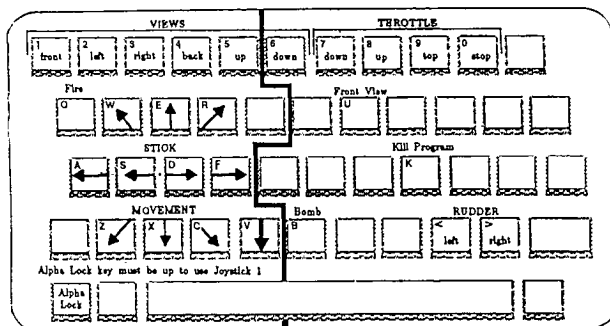 VIEWS THROTTLE
1 2 3 4 5 6 7 8 9 0
front left right back up down down up top stop
Fire Front View
Q W E R U
STICK Kill Program
A S D F K
MOVEMENT Bomb RUDDER
Z X C V B < >
left right
Alpha Lock key must be up to use Joystick 1
Alpha
Lock